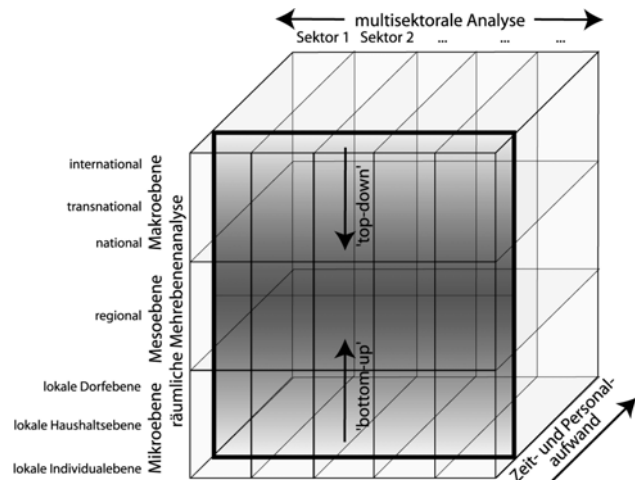 multisektorale Analyse
Sektor 1 Sektor 2 ... ... ...
international
transnational
national
Makroebene
regional
Mesoebene
lokale Dorfebene
lokale Haushaltsebene
lokale Individualebene
Mikroebene
räumliche Mehrebenenanalyse
'top-down'
'bottom-up'
Zeit- und Personal-
aufwand